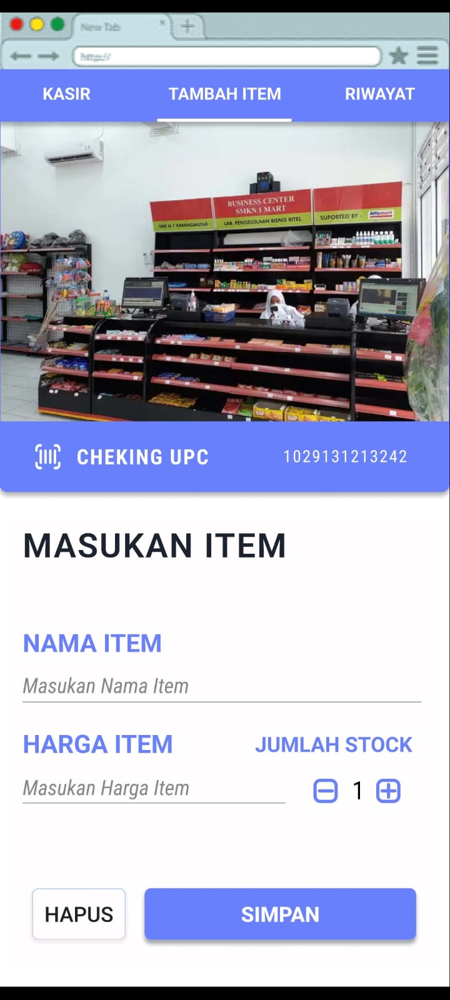 New Tab
http://
KASIR TAMBAH ITEM RIWAYAT
BUSINESS CENTER
SMKN 1 MART
SMK N. 1 KARANGANYAR LAB. PENGELOLAAN BISNIS RITEL SUPORTED BY : Alfamart
CHEKING UPC 1029131213242
MASUKAN ITEM
NAMA ITEM
Masukan Nama Item
HARGA ITEM JUMLAH STOCK
Masukan Harga Item 1
HAPUS SIMPAN